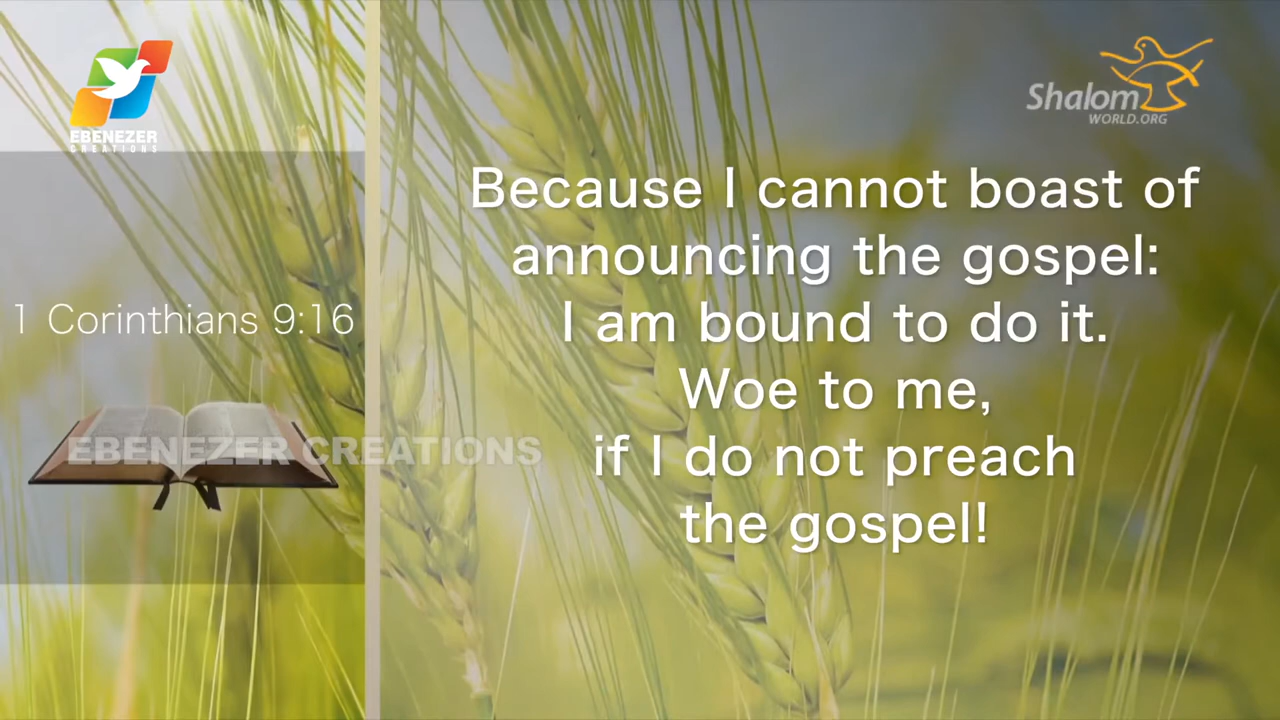 EBENEZER
CREATIONS
Shalom
WORLD.ORG
1 Corinthians 9:16
EBENEZER CREATIONS
Because I cannot boast of
announcing the gospel:
I am bound to do it.
Woe to me,
if I do not preach
the gospel!